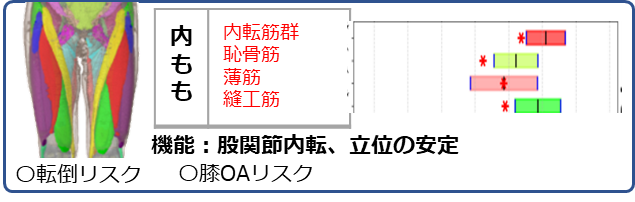 内もも
内転筋群
恥骨筋
薄筋
縫工筋
機能：股関節内転、立位の安定
〇転倒リスク
〇膝OAリスク